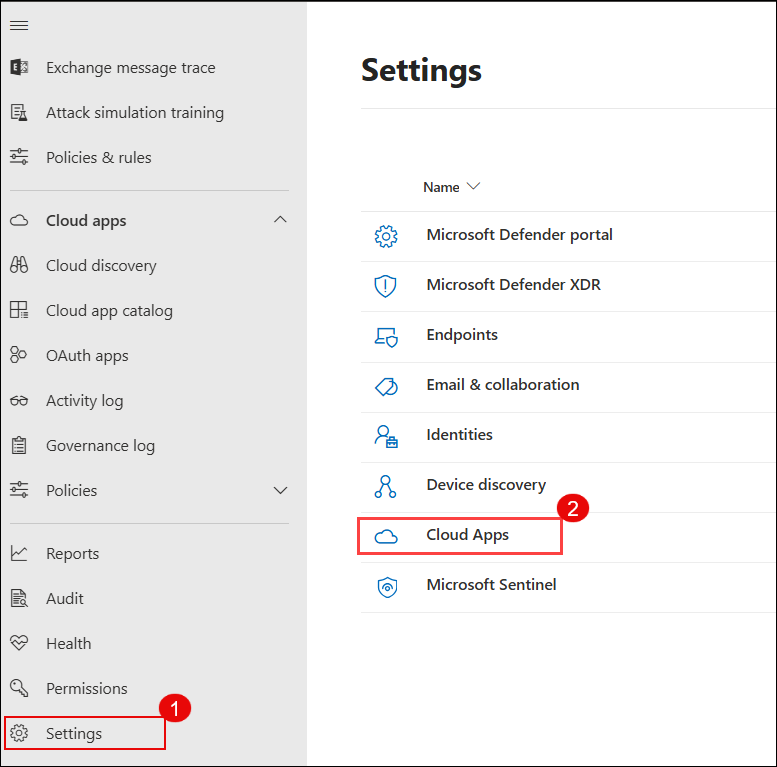 Exchange message trace
Attack simulation training
Policies & rules
Cloud apps
Cloud discovery
Cloud app catalog
OAuth apps
Activity log
Governance log
Policies
Reports
Audit
Health
Permissions
1
Settings
Settings
Name
Microsoft Defender portal
Microsoft Defender XDR
Endpoints
Email & collaboration
Identities
Device discovery
2
Cloud Apps
Microsoft Sentinel